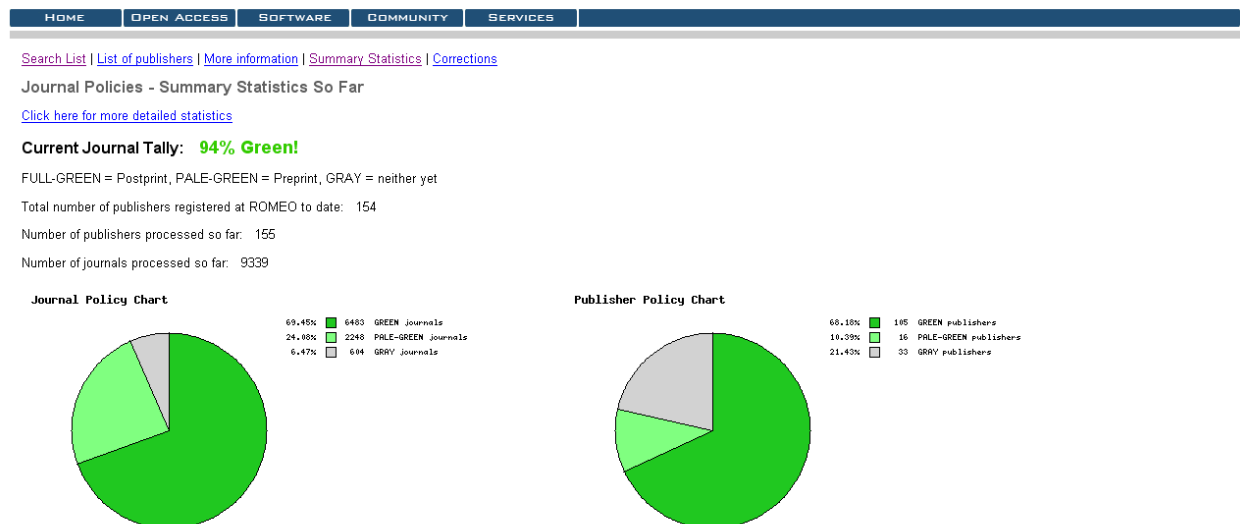 HOME OPEN ACCESS SOFTWARE COMMUNITY SERVICES
Search List | List of publishers | More information | Summary Statistics | Corrections
Journal Policies - Summary Statistics So Far
Click here for more detailed statistics
Current Journal Tally: 94% Green!
FULL-GREEN = Postprint, PALE-GREEN = Preprint, GRAY = neither yet
Total number of publishers registered at ROMEO to date: 154
Number of publishers processed so far: 155
Number of journals processed so far: 9339
Journal Policy Chart
69.45% 6483 GREEN journals
24.08% 2248 PALE-GREEN journals
6.47% 604 GRAY journals
Publisher Policy Chart
68.18% 105 GREEN publishers
10.39% 16 PALE-GREEN publishers
21.43% 33 GRAY publishers